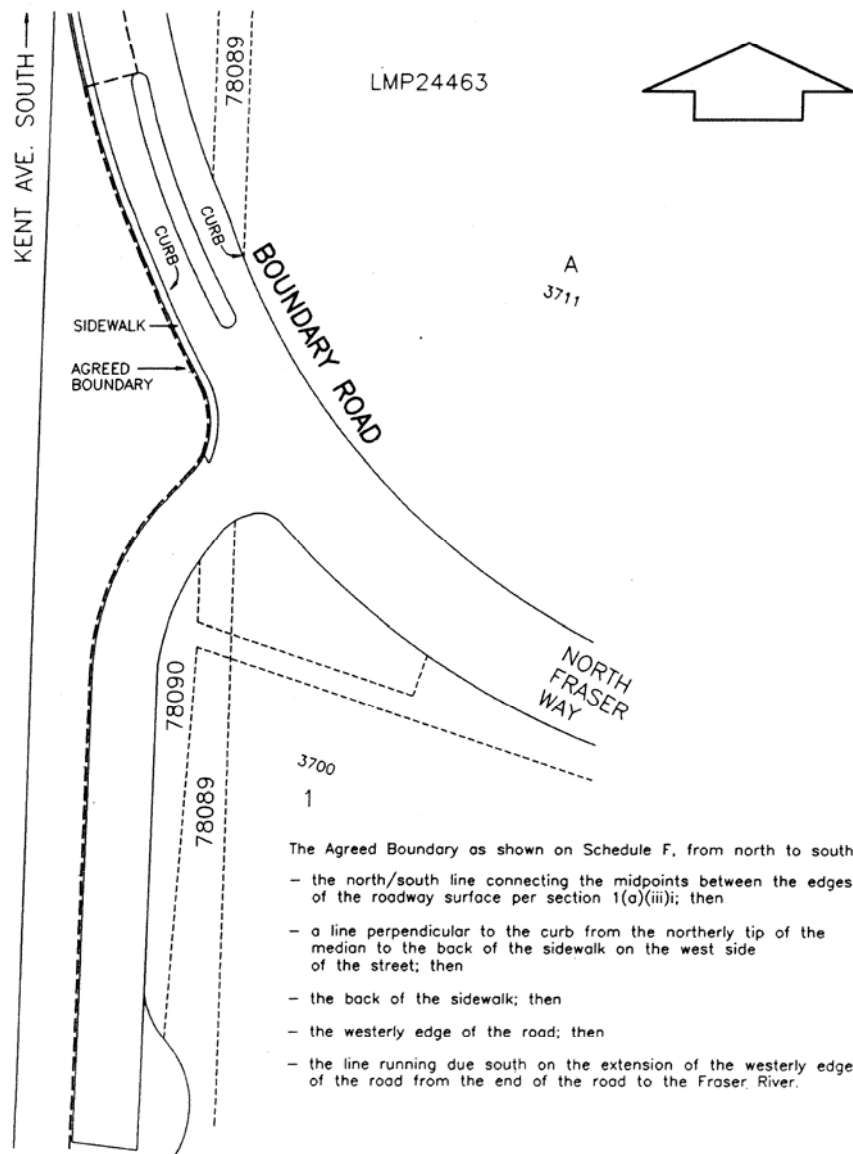 KENT AVE. SOUTH
78089
LMP24463
CURB
CURB
BOUNDARY ROAD
A
3711
SIDEWALK
AGREED
BOUNDARY
NORTH
FRASER
WAY
78090
78089
3700
1
The Agreed Boundary as shown on Schedule F, from north to south
– the north/south line connecting the midpoints between the edges
of the roadway surface per section 1(a)(iii)i; then
– a line perpendicular to the curb from the northerly tip of the
median to the back of the sidewalk on the west side
of the street; then
– the back of the sidewalk; then
– the westerly edge of the road; then
– the line running due south on the extension of the westerly edge
of the road from the end of the road to the Fraser River.